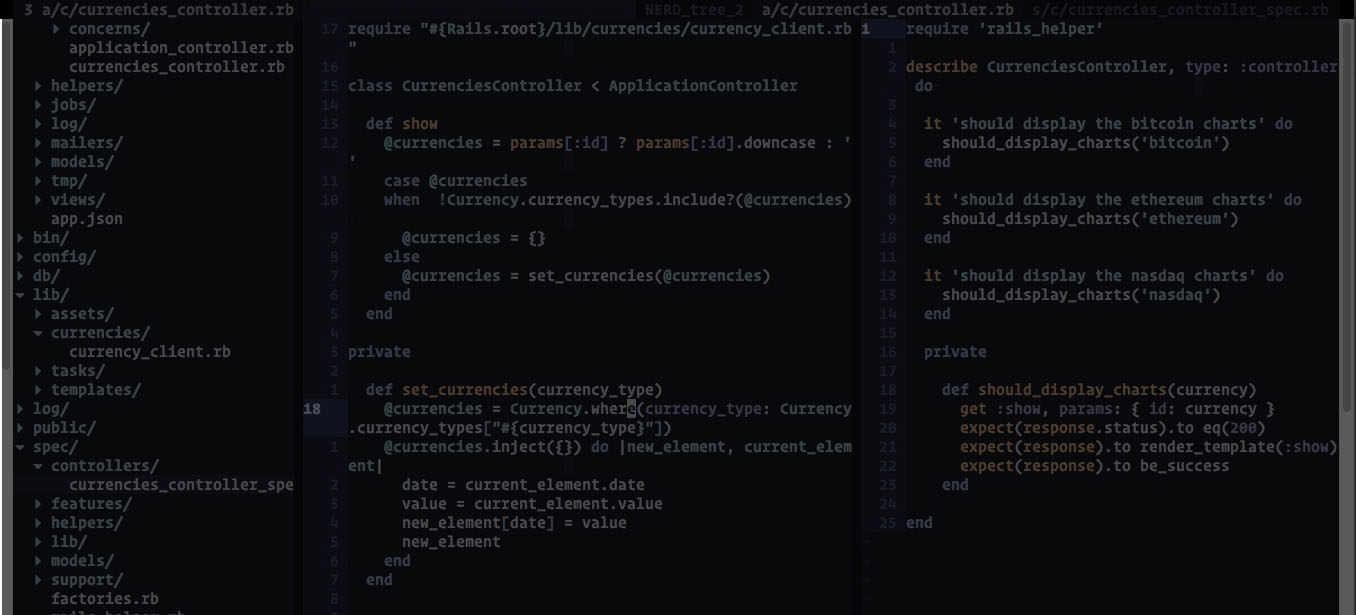 3 a/c/currencies_controller.rb
NERD_tree_2 a/c/currencies_controller.rb s/c/currencies_controller_spec.rb
concerns/
application_controller.rb
currencies_controller.rb
helpers/
jobs/
log/
mailers/
models/
tmp/
views/
app.json
bin/
config/
db/
lib/
assets/
currencies/
currency_client.rb
tasks/
templates/
log/
public/
spec/
controllers/
currencies_controller_spe
features/
helpers/
lib/
models/
support/
factories.rb
rails_helper.rb
17 require "#{Rails.root}/lib/currencies/currency_client.rb
"
16
15 class CurrenciesController < ApplicationController
14
13 def show
12 @currencies = params[:id] ? params[:id].downcase : '
'
11 case @currencies
10 when !Currency.currency_types.include?(@currencies)
9 @currencies = {}
8 else
7 @currencies = set_currencies(@currencies)
6 end
5 end
4
3 private
2
1 def set_currencies(currency_type)
18 @currencies = Currency.where(currency_type: Currency
.currency_types["#{currency_type}"])
1 @currencies.inject({}) do |new_element, current_elem
ent|
2 date = current_element.date
3 value = current_element.value
4 new_element[date] = value
5 new_element
6 end
7 end
8
1 require 'rails_helper'
1
2 describe CurrenciesController, type: :controller
do
3
4 it 'should display the bitcoin charts' do
5 should_display_charts('bitcoin')
6 end
7
8 it 'should display the ethereum charts' do
9 should_display_charts('ethereum')
10 end
11
12 it 'should display the nasdaq charts' do
13 should_display_charts('nasdaq')
14 end
15
16 private
17
18 def should_display_charts(currency)
19 get :show, params: { id: currency }
20 expect(response.status).to eq(200)
21 expect(response).to render_template(:show)
22 expect(response).to be_success
23 end
24
25 end